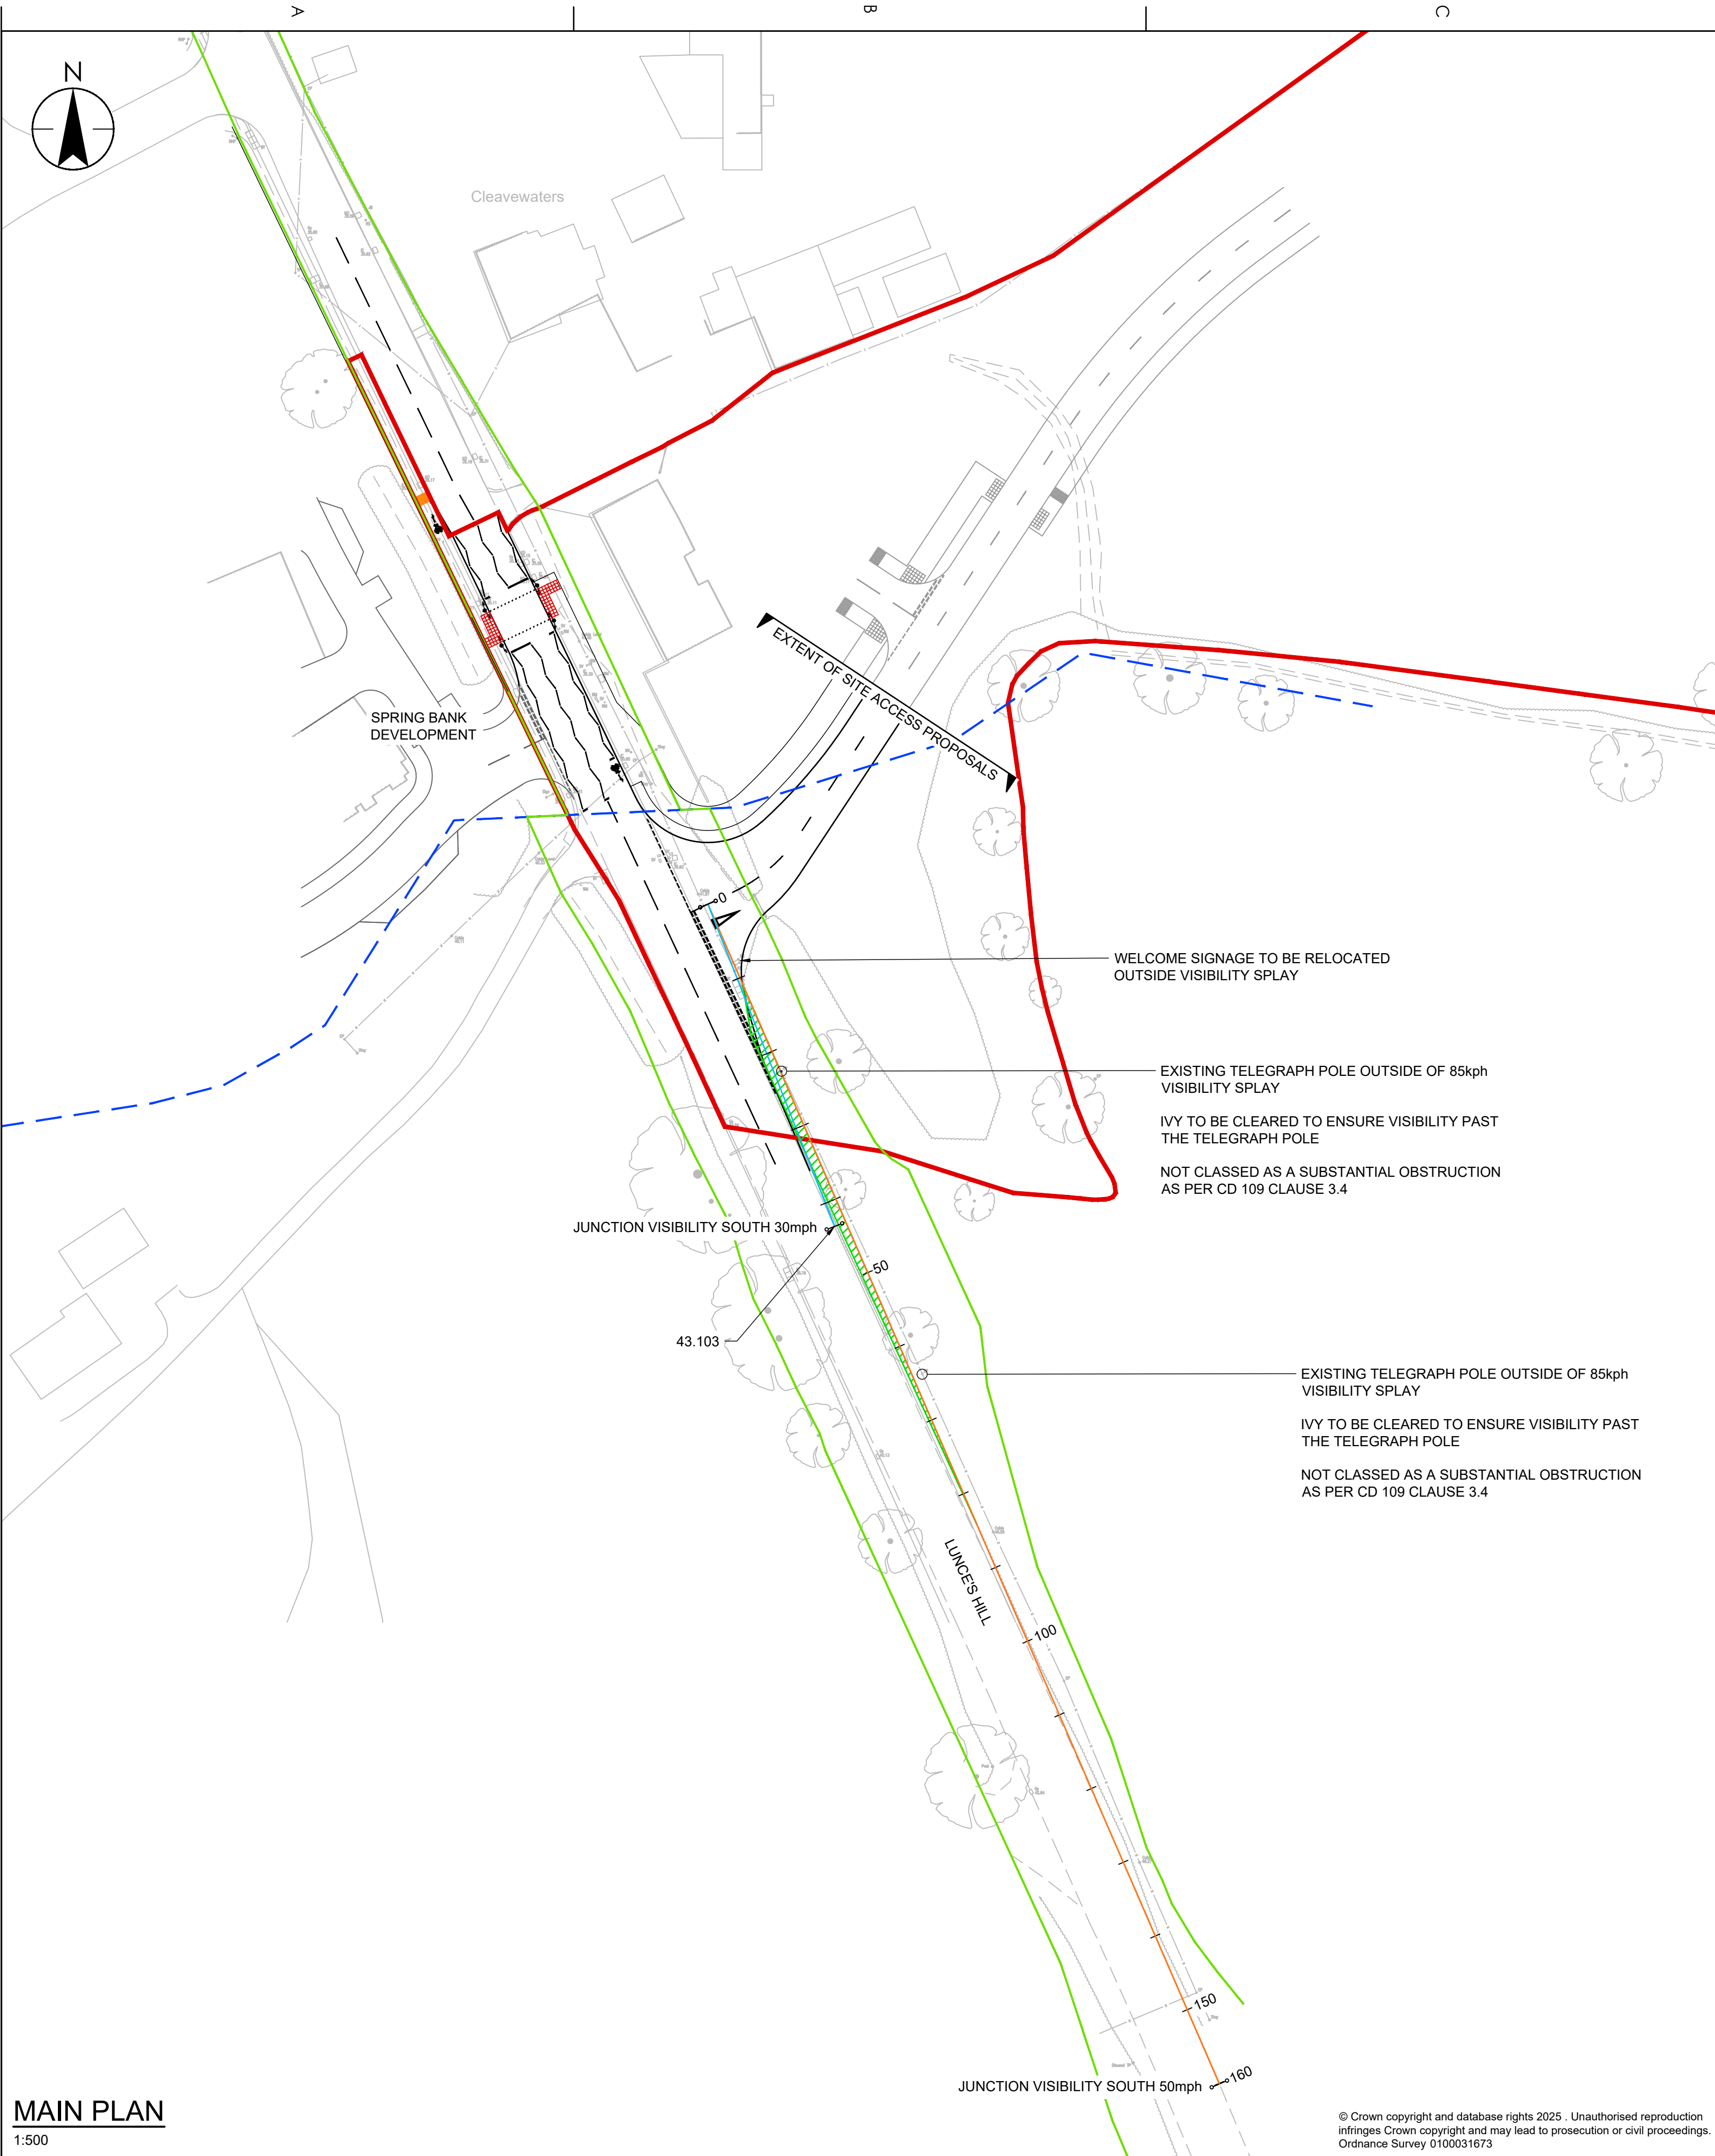 A
B
C
N
Cleavewaters
SPRING BANK
DEVELOPMENT
EXTENT OF SITE ACCESS PROPOSALS
0
WELCOME SIGNAGE TO BE RELOCATED
OUTSIDE VISIBILITY SPLAY
EXISTING TELEGRAPH POLE OUTSIDE OF 85kph
VISIBILITY SPLAY
IVY TO BE CLEARED TO ENSURE VISIBILITY PAST
THE TELEGRAPH POLE
NOT CLASSED AS A SUBSTANTIAL OBSTRUCTION
AS PER CD 109 CLAUSE 3.4
JUNCTION VISIBILITY SOUTH 30mph
50
43.103
EXISTING TELEGRAPH POLE OUTSIDE OF 85kph
VISIBILITY SPLAY
IVY TO BE CLEARED TO ENSURE VISIBILITY PAST
THE TELEGRAPH POLE
NOT CLASSED AS A SUBSTANTIAL OBSTRUCTION
AS PER CD 109 CLAUSE 3.4
LUNCE'S HILL
100
150
JUNCTION VISIBILITY SOUTH 50mph
160
MAIN PLAN
1:500
© Crown copyright and database rights 2025 . Unauthorised reproduction
infringes Crown copyright and may lead to prosecution or civil proceedings.
Ordnance Survey 0100031673